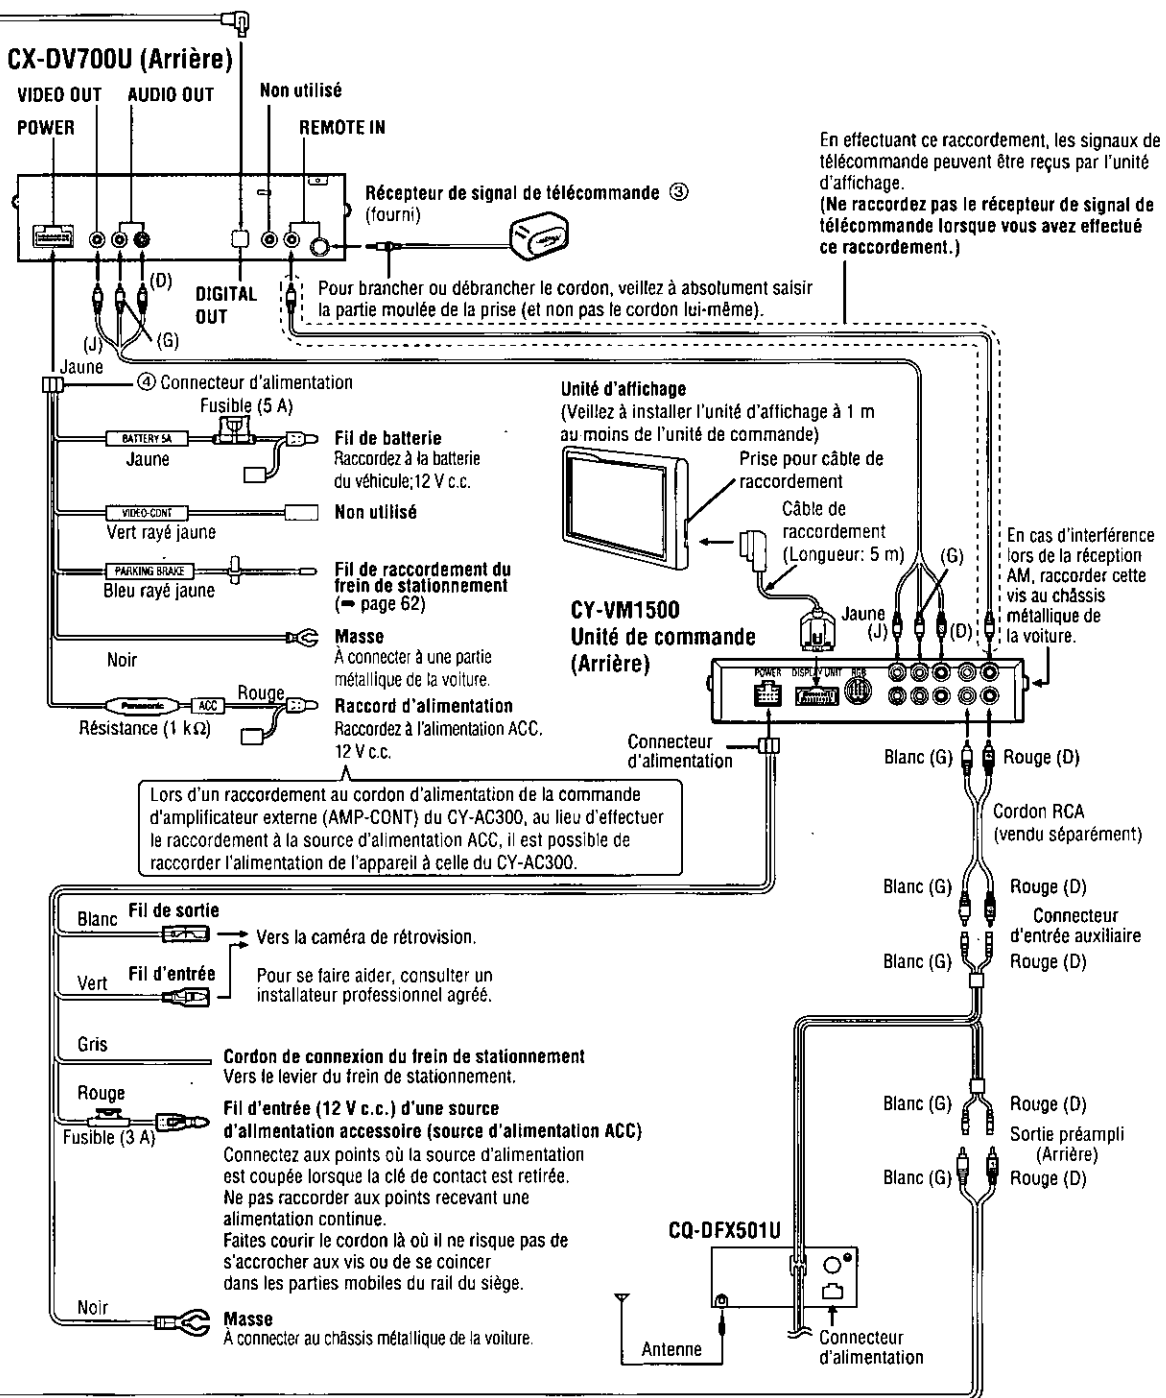 CX-DV700U (Arrière)
VIDEO OUT
AUDIO OUT
Non utilisé
POWER
REMOTE IN
Récepteur de signal de télécommande ③
(fourni)
En effectuant ce raccordement, les signaux de
télécommande peuvent être reçus par l'unité
d'affichage.
(Ne raccordez pas le récepteur de signal de
télécommande lorsque vous avez effectué
ce raccordement.)
(D)
DIGITAL
OUT
Pour brancher ou débrancher le cordon, veillez à absolument saisir
la partie moulée de la prise (et non pas le cordon lui-même).
(J)
(G)
Jaune
④ Connecteur d'alimentation
Fusible (5 A)
BATTERY 5A
Jaune
Fil de batterie
Raccordez à la batterie
du véhicule;12 V c.c.
VIDEO-CONT
Vert rayé jaune
Non utilisé
PARKING BRAKE
Bleu rayé jaune
Fil de raccordement du
frein de stationnement
(➡ page 62)
Noir
Masse
À connecter à une partie
métallique de la voiture.
Rouge
Panasonic
ACC
Résistance (1 kΩ)
Raccord d'alimentation
Raccordez à l'alimentation ACC,
12 V c.c.
Lors d'un raccordement au cordon d'alimentation de la commande
d'amplificateur externe (AMP-CONT) du CY-AC300, au lieu d'effectuer
le raccordement à la source d'alimentation ACC, il est possible de
raccorder l'alimentation de l'appareil à celle du CY-AC300.
Unité d'affichage
(Veillez à installer l'unité d'affichage à 1 m
au moins de l'unité de commande)
Prise pour câble de
raccordement
Câble de
raccordement
(Longueur: 5 m)
(G)
En cas d'interférence
lors de la réception
AM, raccorder cette
vis au châssis
métallique de
la voiture.
CY-VM1500
Unité de commande
(Arrière)
Jaune
(J)
(D)
POWER
DISPLAY UNIT
RGB
Connecteur
d'alimentation
Blanc (G)
Rouge (D)
Cordon RCA
(vendu séparément)
Blanc (G)
Rouge (D)
Connecteur
d'entrée auxiliaire
Blanc (G)
Rouge (D)
Blanc
Fil de sortie
Vers la caméra de rétrovision.
Vert
Fil d'entrée
Pour se faire aider, consulter un
installateur professionnel agréé.
Gris
Cordon de connexion du frein de stationnement
Vers le levier du frein de stationnement.
Rouge
Fusible (3 A)
Fil d'entrée (12 V c.c.) d'une source
d'alimentation accessoire (source d'alimentation ACC)
Connectez aux points où la source d'alimentation
est coupée lorsque la clé de contact est retirée.
Ne pas raccorder aux points recevant une
alimentation continue.
Faites courir le cordon là où il ne risque pas de
s'accrocher aux vis ou de se coincer
dans les parties mobiles du rail du siège.
Noir
Masse
À connecter au châssis métallique de la voiture.
Blanc (G)
Rouge (D)
Sortie préampli
(Arrière)
Blanc (G)
Rouge (D)
CQ-DFX501U
Antenne
Connecteur
d'alimentation